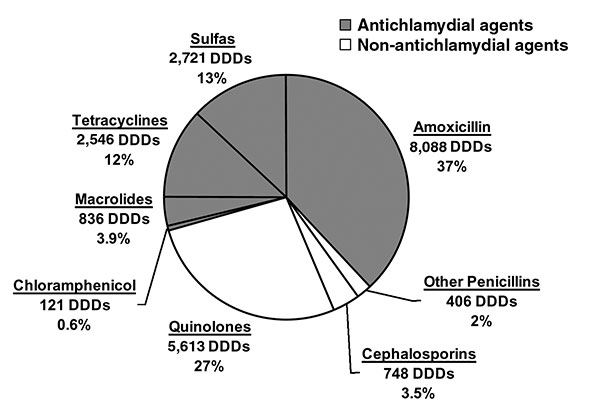 Antichlamydial agents
Non-antichlamydial agents
Sulfas
2,721 DDDs
13%
Tetracyclines
2,546 DDDs
12%
Macrolides
836 DDDs
3.9%
Chloramphenicol
121 DDDs
0.6%
Quinolones
5,613 DDDs
27%
Cephalosporins
748 DDDs
3.5%
Other Penicillins
406 DDDs
2%
Amoxicillin
8,088 DDDs
37%